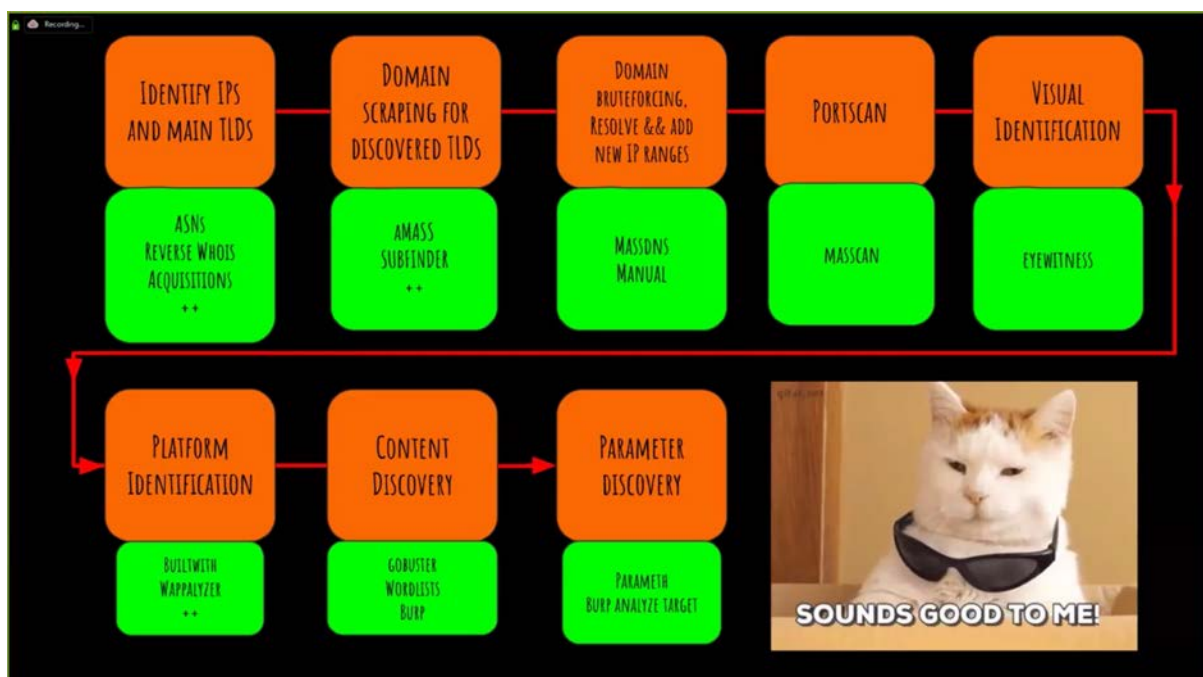 Recording...
IDENTIFY IPS
AND MAIN TLDS
DOMAIN
SCRAPING FOR
DISCOVERED TLDS
DOMAIN
BRUTEFORCING,
RESOLVE && ADD
NEW IP RANGES
PORTSCAN
VISUAL
IDENTIFICATION
ASNS
REVERSE WHOIS
ACQUISITIONS
++
AMASS
SUBFINDER
++
MASSDNS
MANUAL
MASSCAN
EYEWITNESS
PLATFORM
IDENTIFICATION
CONTENT
DISCOVERY
PARAMETER
DISCOVERY
BUILTWITH
WAPPALYZER
++
GOBUSTER
WORDLISTS
BURP
PARAMETH
BURP ANALYZE TARGET
SOUNDS GOOD TO ME!